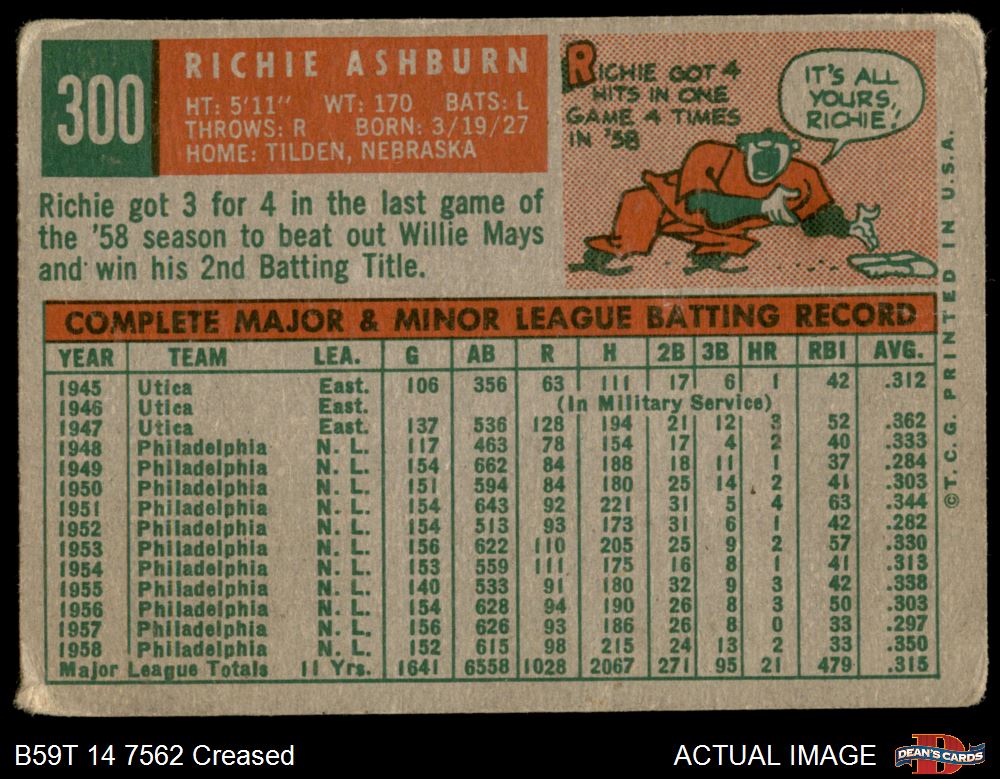 300
RICHIE ASHBURN
HT: 5'11" WT: 170 BATS: L
THROWS: R BORN: 3/19/27
HOME: TILDEN, NEBRASKA
RICHIE GOT 4
HITS IN ONE
GAME 4 TIMES
IN '58
IT'S ALL
YOURS,
RICHIE!
Richie got 3 for 4 in the last game of
the '58 season to beat out Willie Mays
and win his 2nd Batting Title.
COMPLETE MAJOR & MINOR LEAGUE BATTING RECORD
YEAR TEAM LEA. G AB R H 2B 3B HR RBI AVG.
1945 Utica East. 106 356 63 111 17 6 1 42 .312
1946 Utica East. (In Military Service)
1947 Utica East. 137 536 128 194 21 12 3 52 .362
1948 Philadelphia N. L. 117 463 78 154 17 4 2 40 .333
1949 Philadelphia N. L. 154 662 84 188 18 11 1 37 .284
1950 Philadelphia N. L. 151 594 84 180 25 14 2 41 .303
1951 Philadelphia N. L. 154 643 92 221 31 5 4 63 .344
1952 Philadelphia N. L. 154 513 93 173 31 6 1 42 .282
1953 Philadelphia N. L. 156 622 110 205 25 9 2 57 .330
1954 Philadelphia N. L. 153 559 111 175 16 8 1 41 .313
1955 Philadelphia N. L. 140 533 91 180 32 9 3 42 .338
1956 Philadelphia N. L. 154 628 94 190 26 8 3 50 .303
1957 Philadelphia N. L. 156 626 93 186 26 8 0 33 .297
1958 Philadelphia N. L. 152 615 98 215 24 13 2 33 .350
Major League Totals 11 Yrs. 1641 6558 1028 2067 271 95 21 479 .315
©T.C.G. PRINTED IN U.S.A.
B59T 14 7562 Creased
ACTUAL IMAGE
DEAN'S CARDS